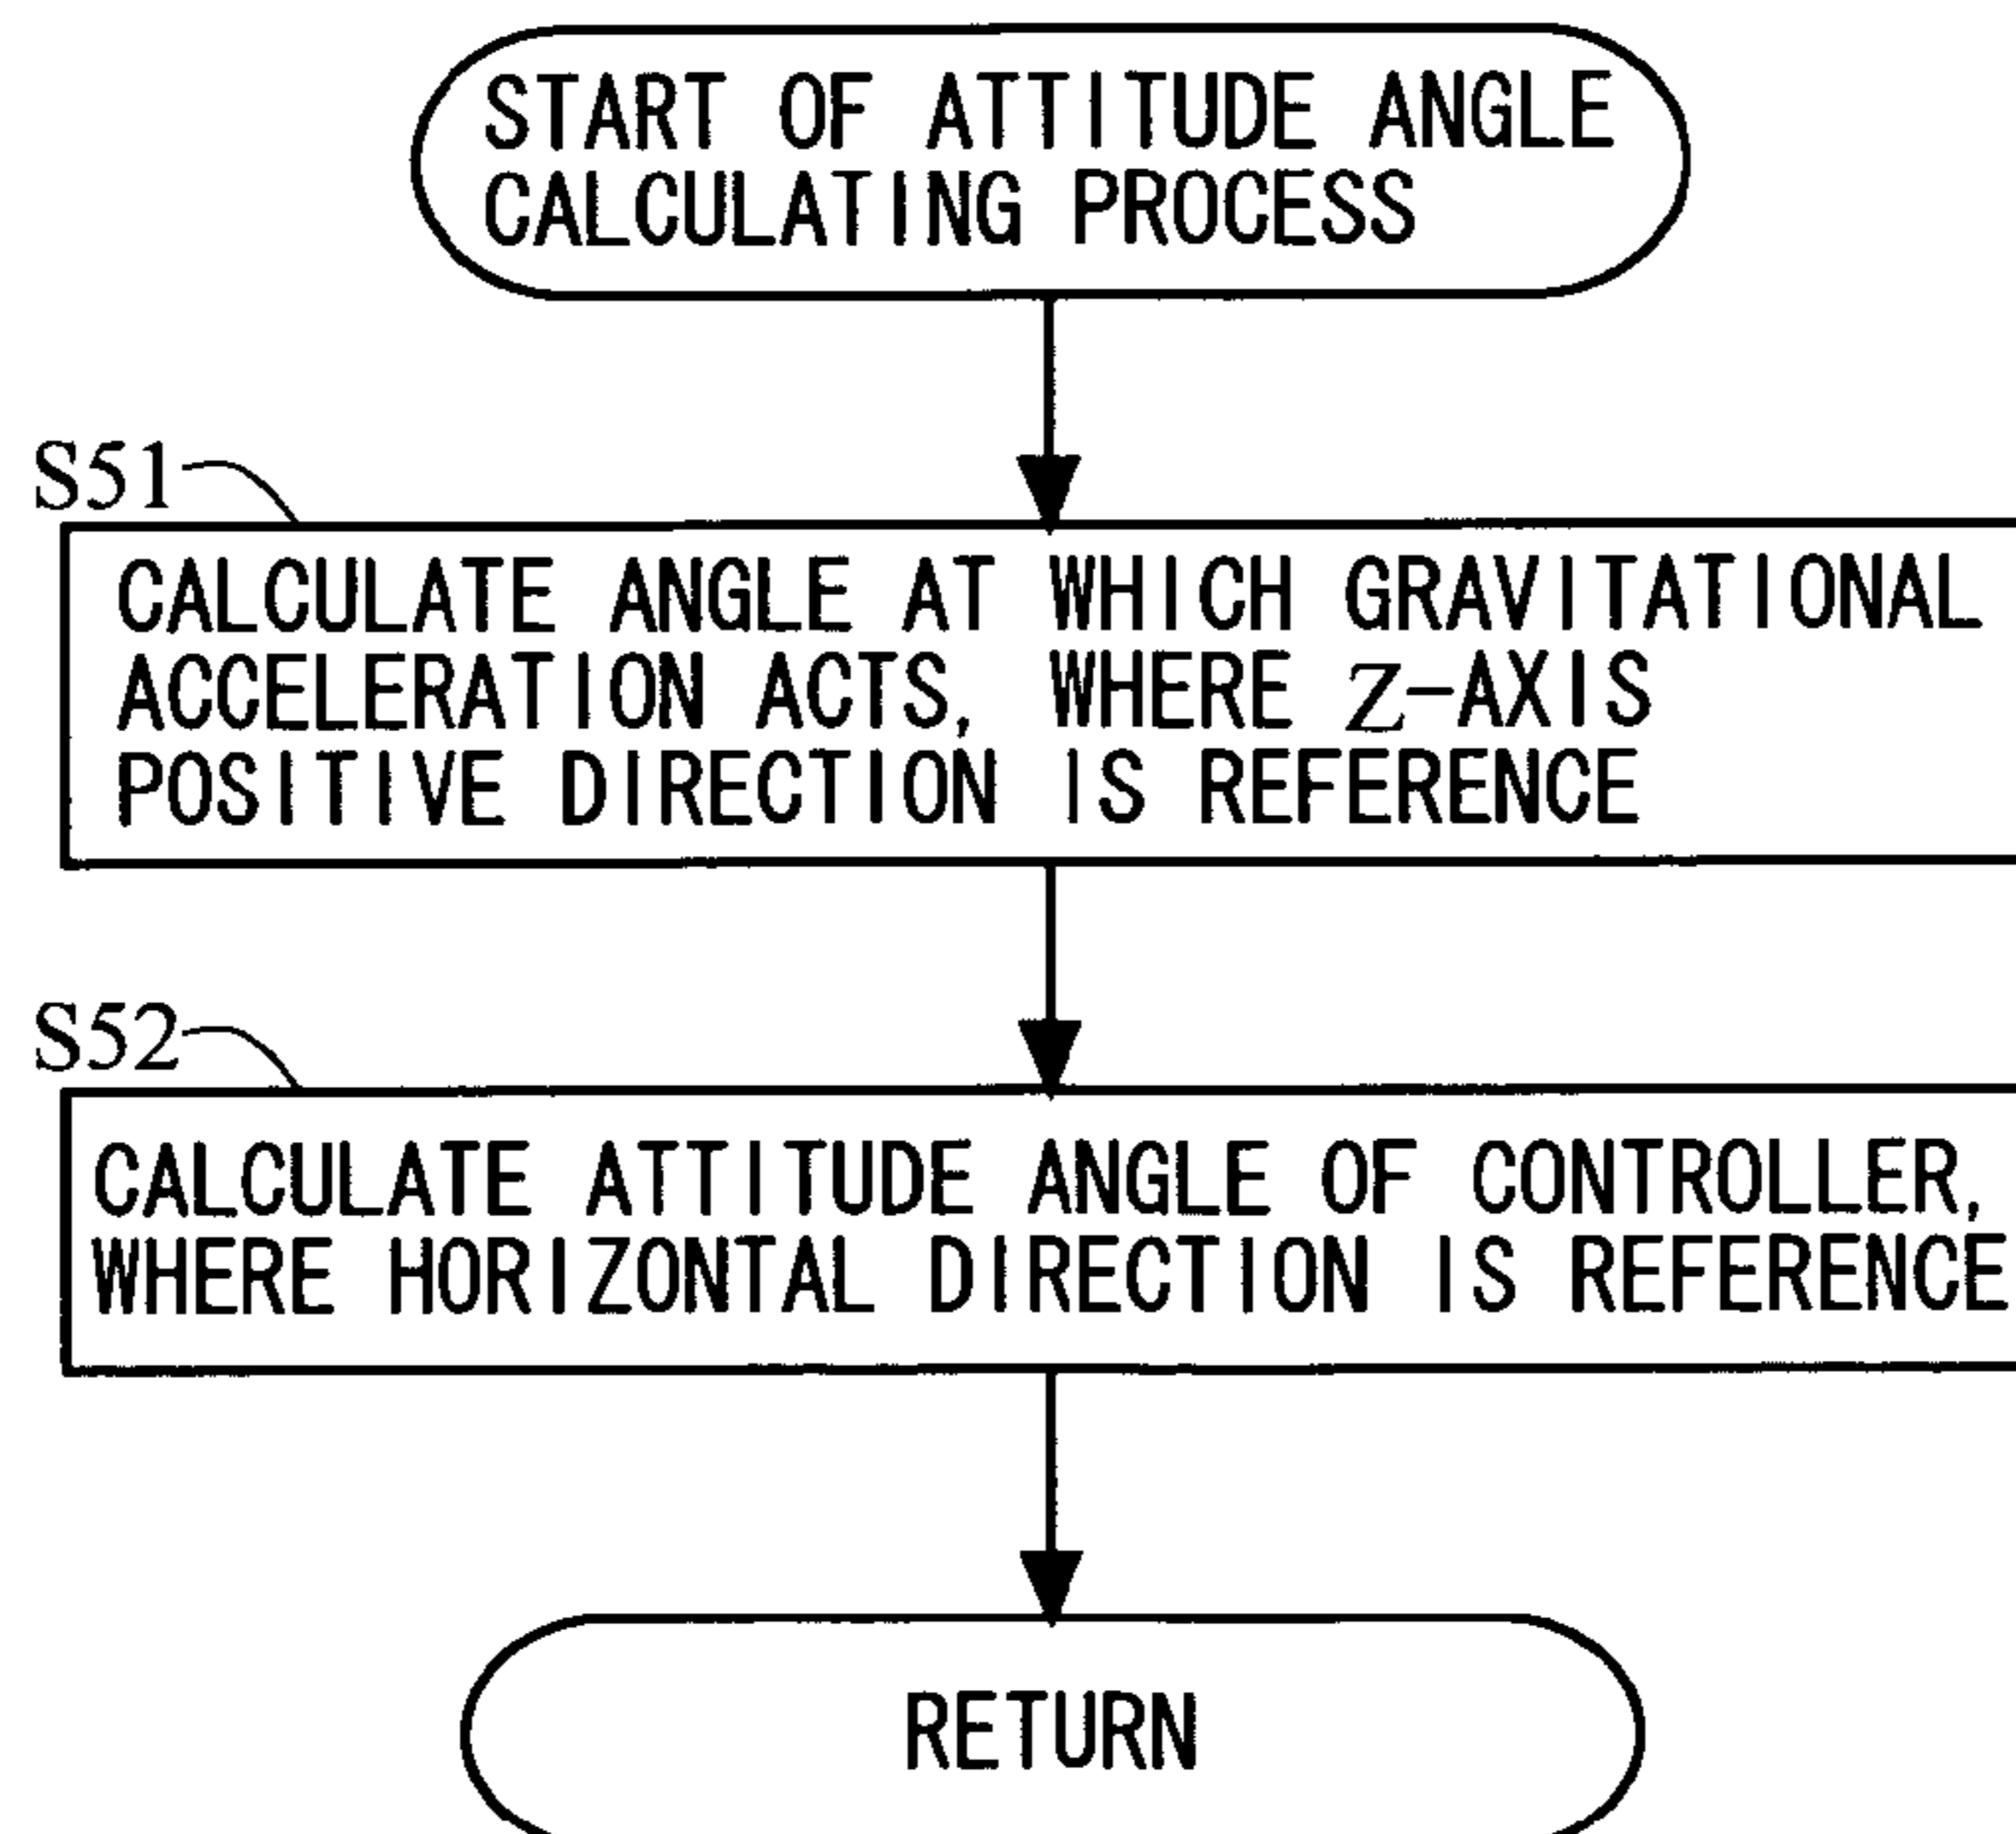 START OF ATTITUDE ANGLE
CALCULATING PROCESS
S51
CALCULATE ANGLE AT WHICH GRAVITATIONAL
ACCELERATION ACTS, WHERE Z-AXIS
POSITIVE DIRECTION IS REFERENCE
S52
CALCULATE ATTITUDE ANGLE OF CONTROLLER,
WHERE HORIZONTAL DIRECTION IS REFERENCE
RETURN